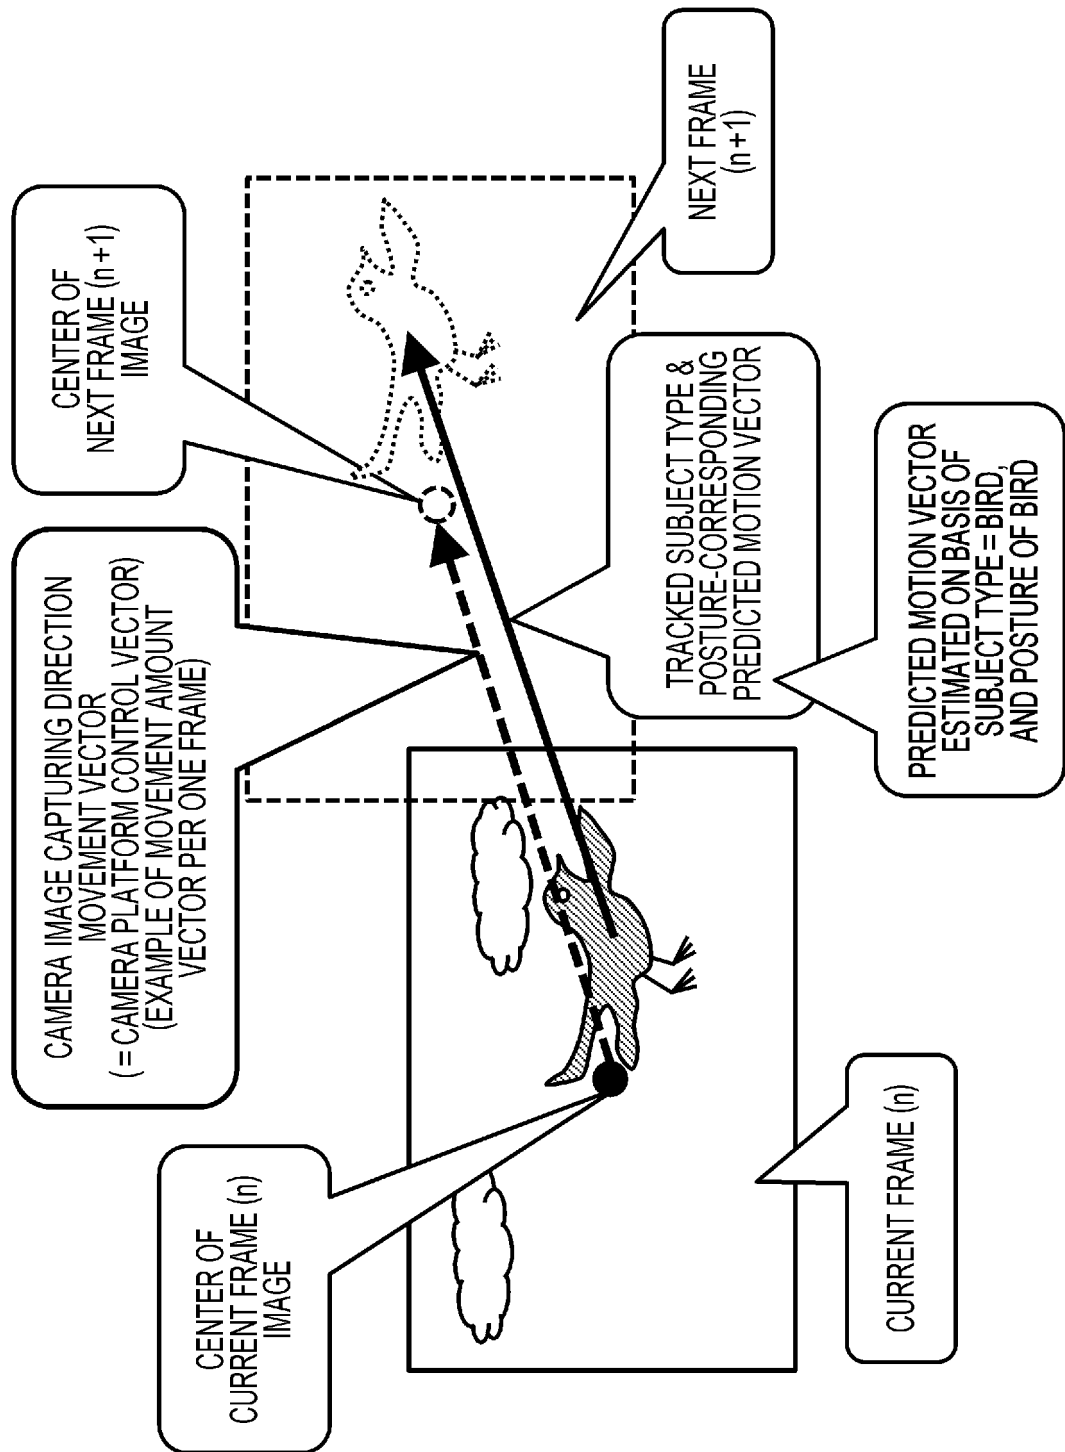 CENTER OF
CURRENT FRAME (n)
IMAGE
CAMERA IMAGE CAPTURING DIRECTION
MOVEMENT VECTOR
(= CAMERA PLATFORM CONTROL VECTOR)
(EXAMPLE OF MOVEMENT AMOUNT
VECTOR PER ONE FRAME)
CENTER OF
NEXT FRAME (n+1)
IMAGE
CURRENT FRAME (n)
TRACKED SUBJECT TYPE &
POSTURE-CORRESPONDING
PREDICTED MOTION VECTOR
PREDICTED MOTION VECTOR
ESTIMATED ON BASIS OF
SUBJECT TYPE = BIRD,
AND POSTURE OF BIRD
NEXT FRAME
(n+1)